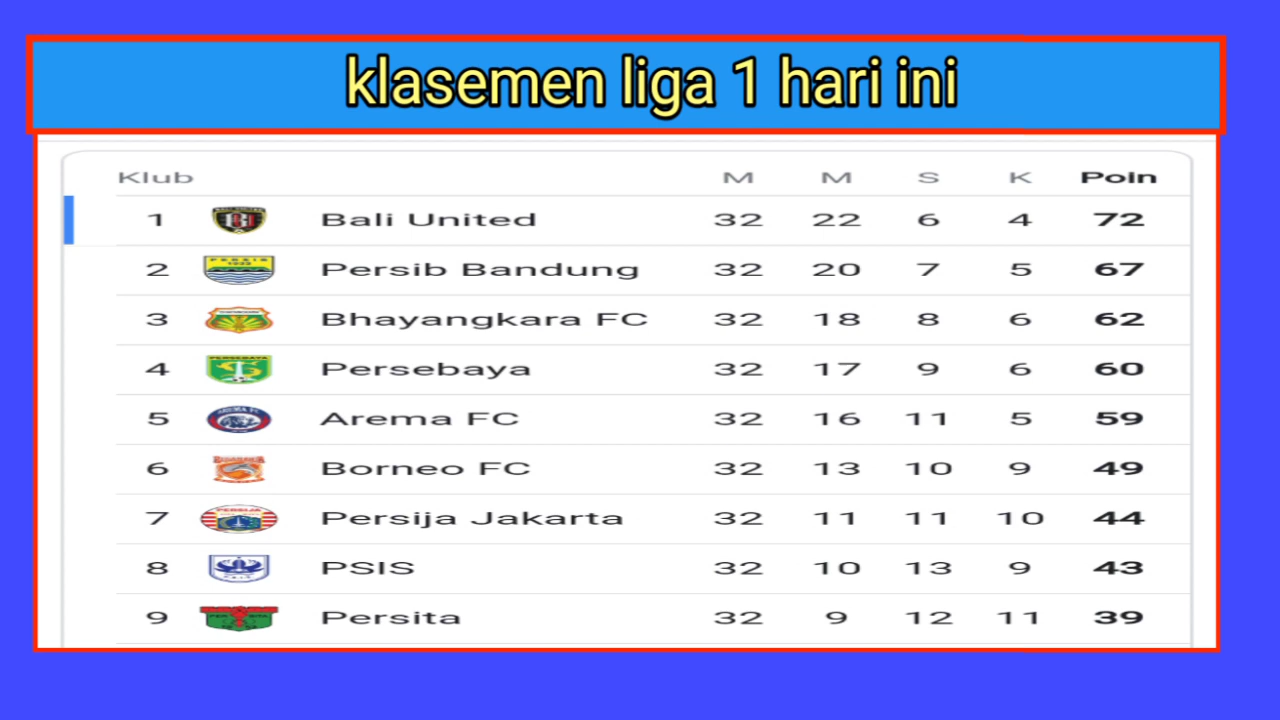 klasemen liga 1 hari ini
Klub M M S K Poin
1 Bali United 32 22 6 4 72
2 PERSIB Persib Bandung 32 20 7 5 67
3 Bhayangkara FC 32 18 8 6 62
4 PERSEBAYA Persebaya 32 17 9 6 60
5 Arema FC 32 16 11 5 59
6 Borneo FC 32 13 10 9 49
7 PERSIJA Persija Jakarta 32 11 11 10 44
8 PSIS 32 10 13 9 43
9 Persita 32 9 12 11 39